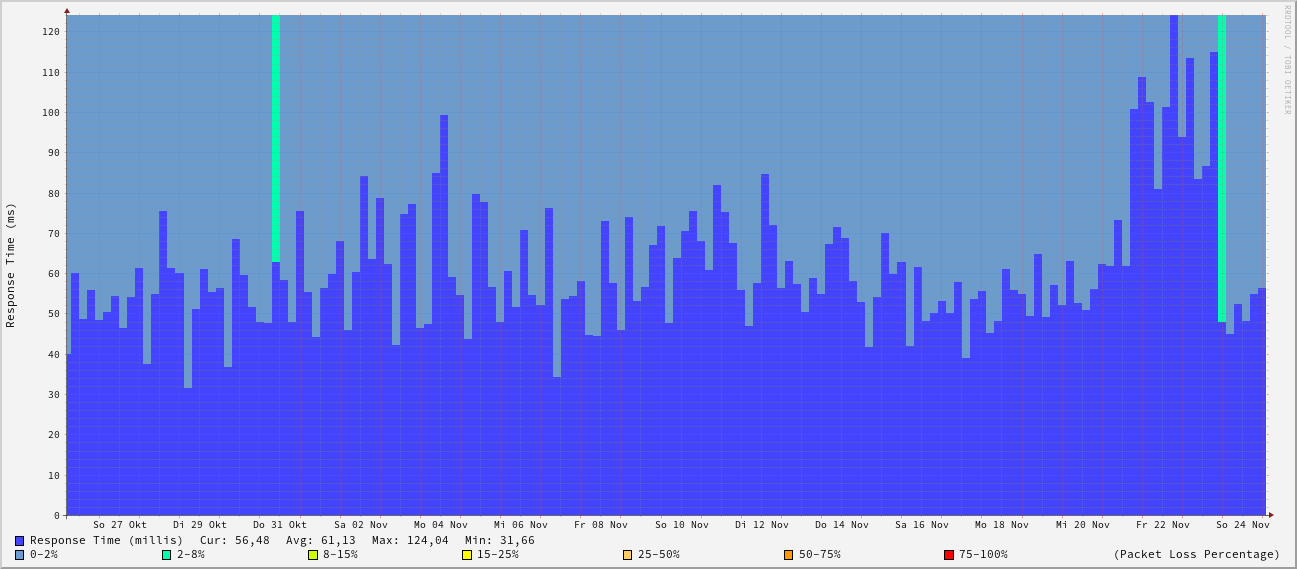 RRDTOOL / TOBI OETIKER
Response Time (ms)
120
110
100
90
80
70
60
50
40
30
20
10
0
So 27 Okt Di 29 Okt Do 31 Okt Sa 02 Nov Mo 04 Nov Mi 06 Nov Fr 08 Nov So 10 Nov Di 12 Nov Do 14 Nov Sa 16 Nov Mo 18 Nov Mi 20 Nov Fr 22 Nov So 24 Nov
Response Time (millis) Cur: 56,48 Avg: 61,13 Max: 124,04 Min: 31,66
0-2% 2-8% 8-15% 15-25% 25-50% 50-75% 75-100% (Packet Loss Percentage)